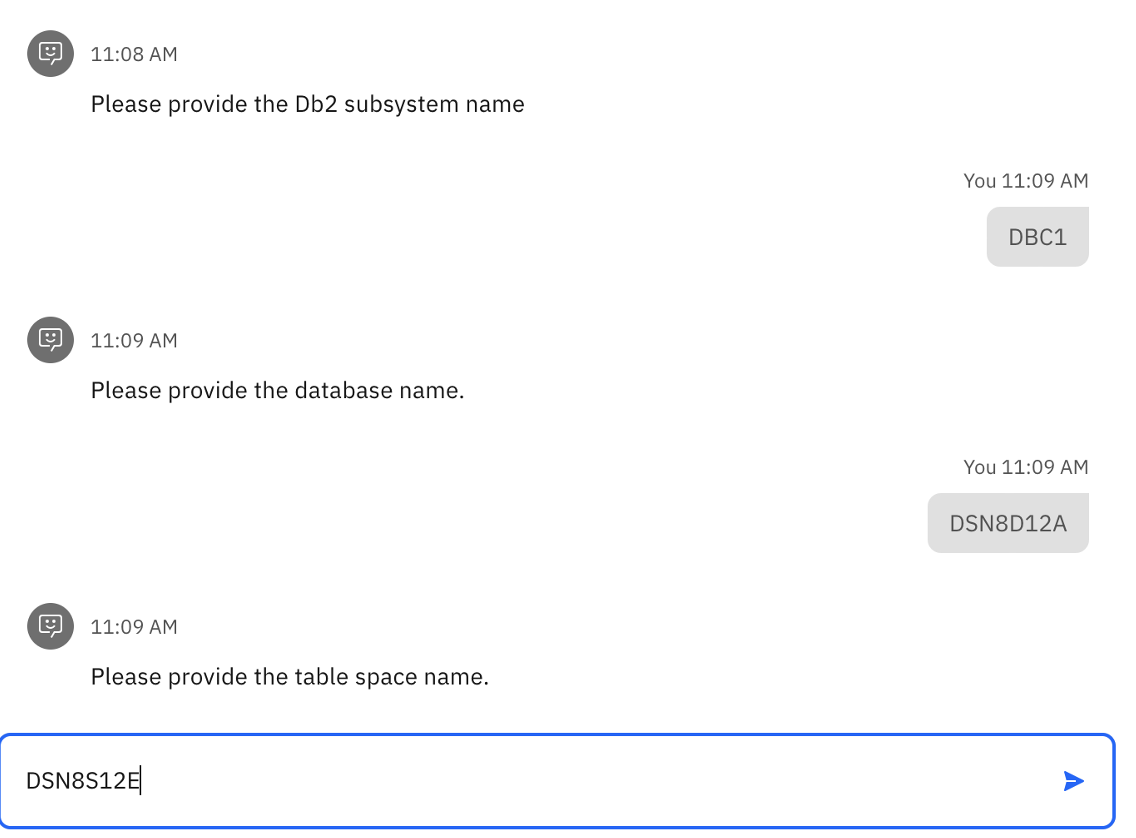 11:08 AM
Please provide the Db2 subsystem name
You 11:09 AM
DBC1
11:09 AM
Please provide the database name.
You 11:09 AM
DSN8D12A
11:09 AM
Please provide the table space name.
DSN8S12E